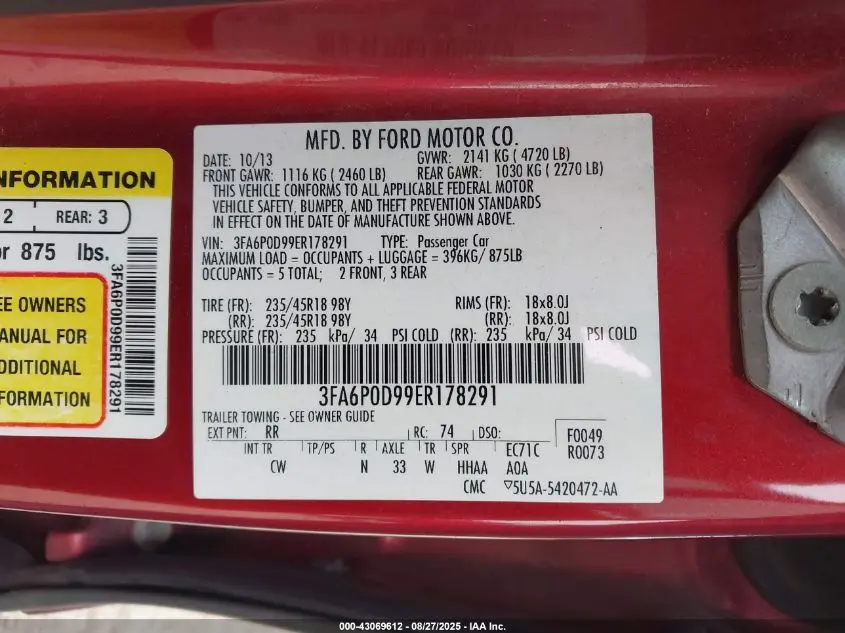 MFD. BY FORD MOTOR CO.
DATE: 10/13 GVWR: 2141 KG ( 4720 LB)
FRONT GAWR: 1116 KG ( 2460 LB) REAR GAWR: 1030 KG ( 2270 LB)
THIS VEHICLE CONFORMS TO ALL APPLICABLE FEDERAL MOTOR
VEHICLE SAFETY, BUMPER, AND THEFT PREVENTION STANDARDS
IN EFFECT ON THE DATE OF MANUFACTURE SHOWN ABOVE.
VIN: 3FA6P0D99ER178291 TYPE: Passenger Car
MAXIMUM LOAD = OCCUPANTS + LUGGAGE = 396KG/ 875LB
OCCUPANTS = 5 TOTAL; 2 FRONT, 3 REAR
TIRE (FR): 235/45R18 98Y RIMS (FR): 18x8.0J
(RR): 235/45R18 98Y (RR): 18x8.0J
PRESSURE (FR): 235 kPa/ 34 PSI COLD (RR): 235 kPa/ 34 PSI COLD
3FA6P0D99ER178291
TRAILER TOWING - SEE OWNER GUIDE
EXT PNT: RR RC: 74 DSO: F0049
R0073
INT TR TP/PS R AXLE TR SPR EC71C
CW N 33 W HHAA A0A
CMC ▽5U5A-5420472-AA
NFORMATION
2 REAR: 3
or 875 lbs.
EE OWNERS
ANUAL FOR
DDITIONAL
FORMATION
3FA6P0D99ER178291
000-43069612 - 08/27/2025 - IAA Inc.